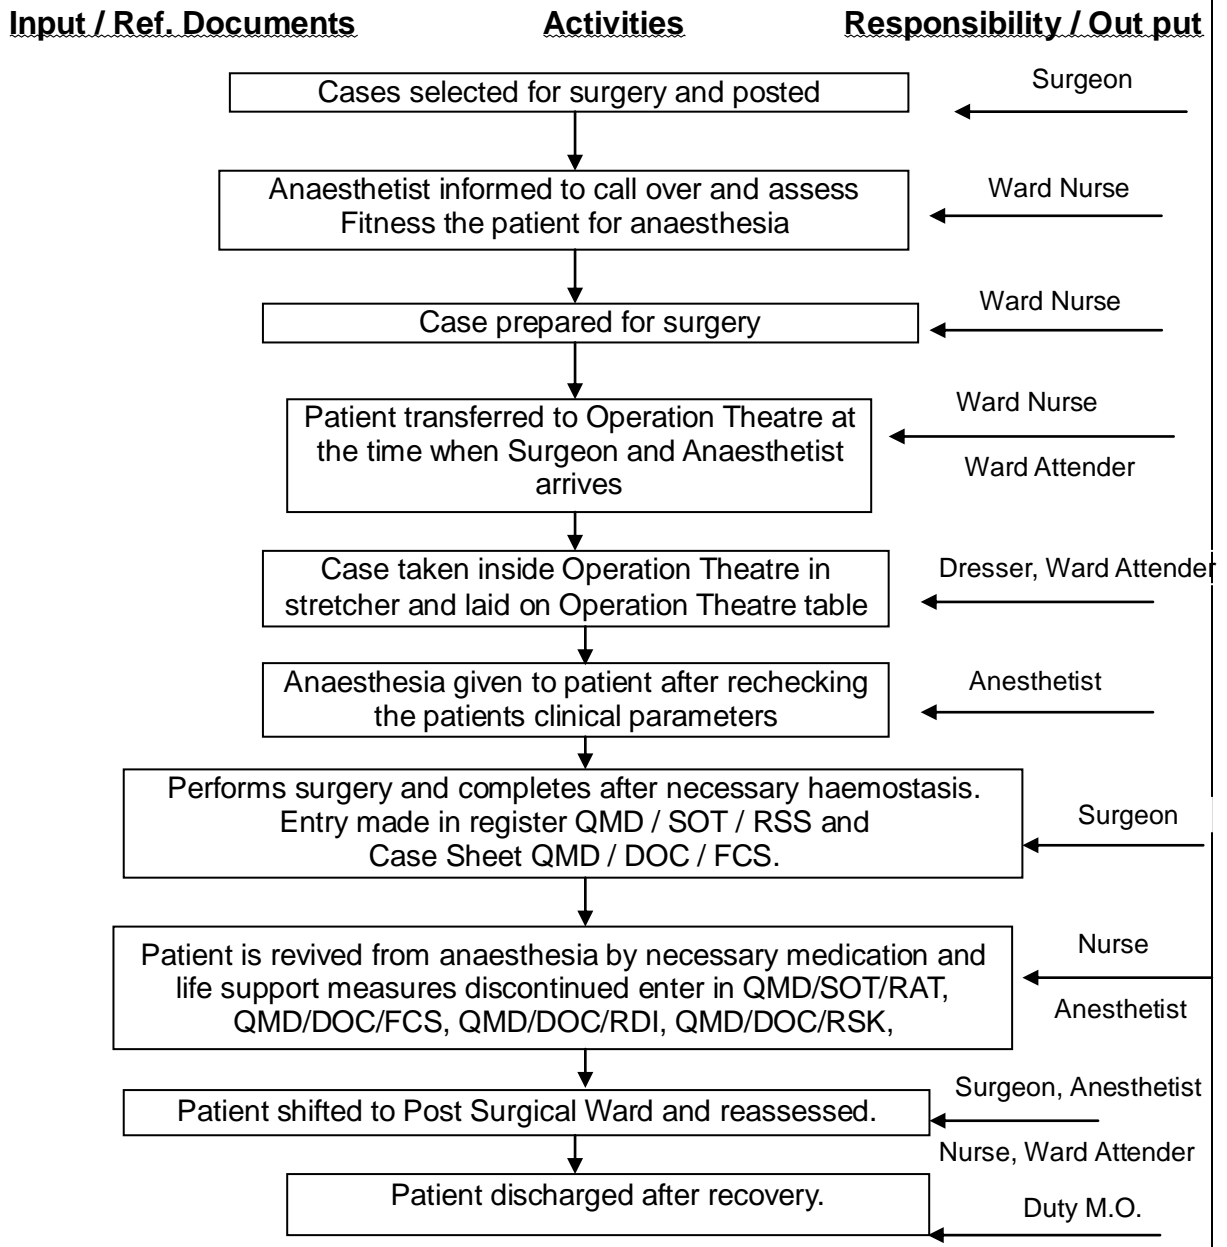 Input / Ref. Documents
Activities
Responsibility / Out put
Cases selected for surgery and posted
Surgeon
Anaesthetist informed to call over and assess
Fitness the patient for anaesthesia
Ward Nurse
Case prepared for surgery
Ward Nurse
Patient transferred to Operation Theatre at
the time when Surgeon and Anaesthetist
arrives
Ward Nurse
Ward Attender
Case taken inside Operation Theatre in
stretcher and laid on Operation Theatre table
Dresser, Ward Attender
Anaesthesia given to patient after rechecking
the patients clinical parameters
Anesthetist
Performs surgery and completes after necessary haemostasis.
Entry made in register QMD / SOT / RSS and
Case Sheet QMD / DOC / FCS.
Surgeon
Patient is revived from anaesthesia by necessary medication and
life support measures discontinued enter in QMD/SOT/RAT,
QMD/DOC/FCS, QMD/DOC/RDI, QMD/DOC/RSK,
Nurse
Anesthetist
Patient shifted to Post Surgical Ward and reassessed.
Surgeon, Anesthetist
Nurse, Ward Attender
Patient discharged after recovery.
Duty M.O.